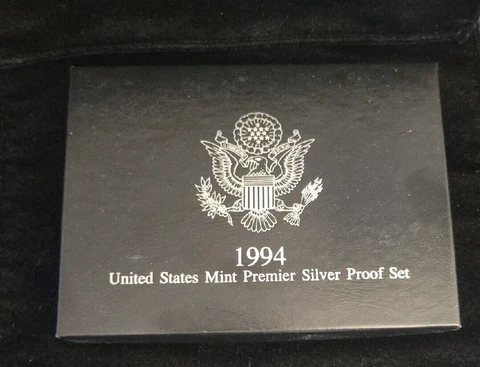 1994
United States Mint Premier Silver Proof Set